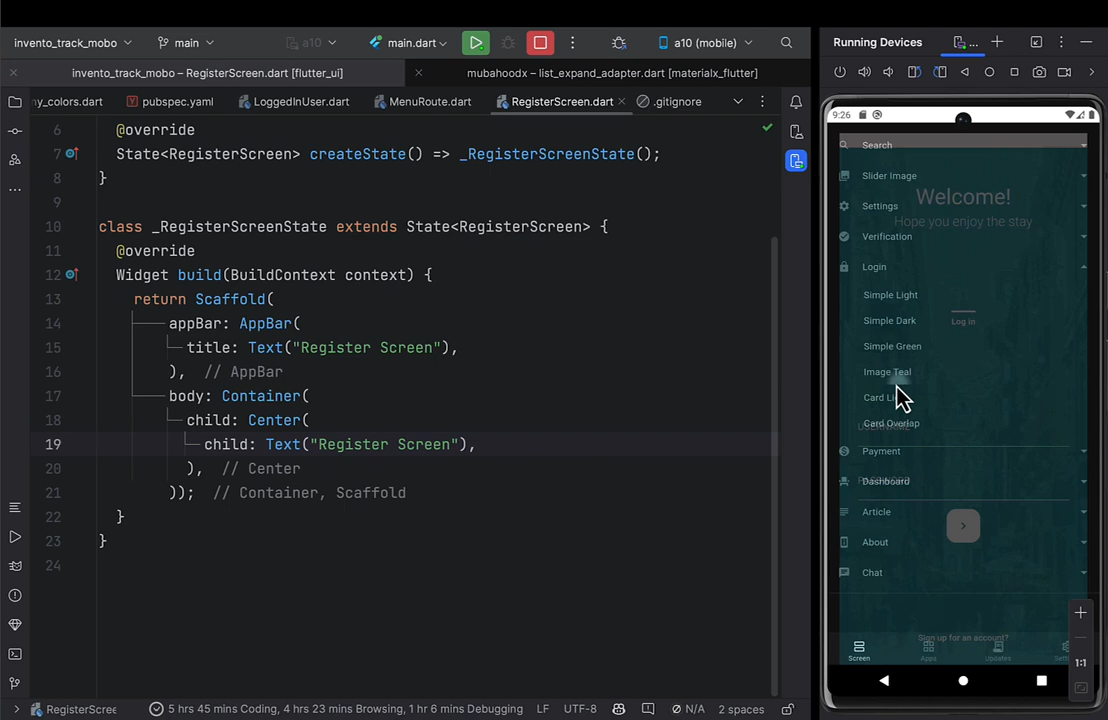 invento_track_mobo
main
a10
main.dart
a10 (mobile)
Running Devices
...
invento_track_mobo – RegisterScreen.dart [flutter_ui]
mubahoodx – list_expand_adapter.dart [materialx_flutter]
ny_colors.dart
pubspec.yaml
LoggedInUser.dart
MenuRoute.dart
RegisterScreen.dart
.gitignore
6 @override
7 State<RegisterScreen> createState() => _RegisterScreenState();
8 }
9
10 class _RegisterScreenState extends State<RegisterScreen> {
11 @override
12 Widget build(BuildContext context) {
13 return Scaffold(
14 appBar: AppBar(
15 title: Text("Register Screen"),
16 ), // AppBar
17 body: Container(
18 child: Center(
19 child: Text("Register Screen"),
20 ), // Center
21 )); // Container, Scaffold
22 }
23 }
24
9:26
Search
Slider Image
Welcome!
Settings
Hope you enjoy the stay
Verification
Login
Simple Light
Simple Dark
Log in
Simple Green
Image Teal
Card Li
Card Overlap
Payment
Dashboard
Article
About
Chat
Sign up for an account?
Screen
Apps
Updates
1:1
RegisterScree
5 hrs 45 mins Coding, 4 hrs 23 mins Browsing, 1 hr 6 mins Debugging
LF
UTF-8
N/A
2 spaces